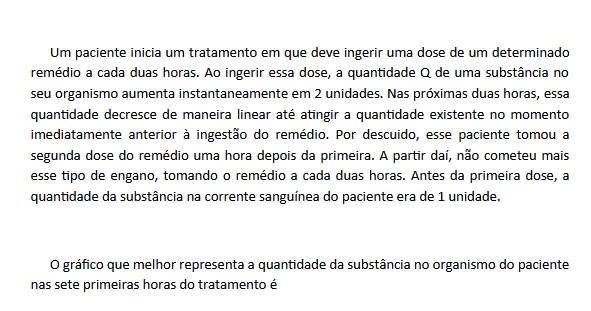 Um paciente inicia um tratamento em que deve ingerir uma dose de um determinado
remédio a cada duas horas. Ao ingerir essa dose, a quantidade Q de uma substância no
seu organismo aumenta instantaneamente em 2 unidades. Nas próximas duas horas, essa
quantidade decresce de maneira linear até atingir a quantidade existente no momento
imediatamente anterior à ingestão do remédio. Por descuido, esse paciente tomou a
segunda dose do remédio uma hora depois da primeira. A partir daí, não cometeu mais
esse tipo de engano, tomando o remédio a cada duas horas. Antes da primeira dose, a
quantidade da substância na corrente sanguínea do paciente era de 1 unidade.
O gráfico que melhor representa a quantidade da substância no organismo do paciente
nas sete primeiras horas do tratamento é